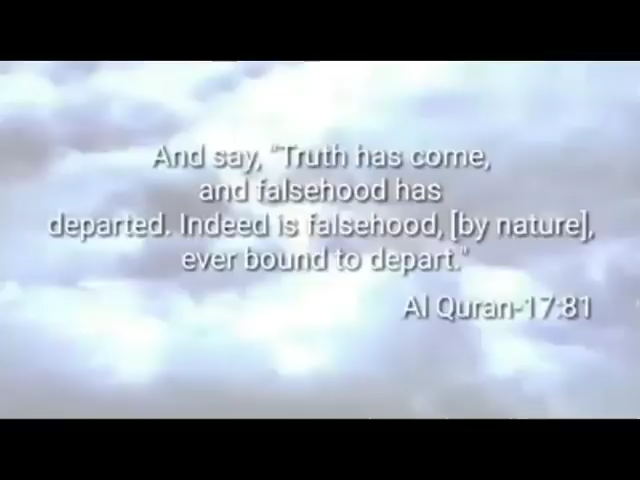 And say, "Truth has come,
and falsehood has
departed. Indeed is falsehood, [by nature],
ever bound to depart."
Al Quran-17:81